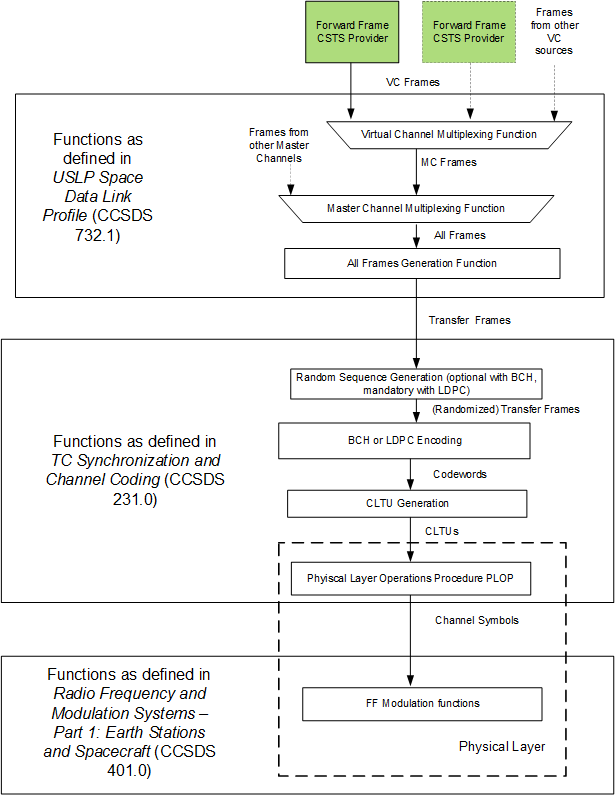 Forward Frame
CSTS Provider
Forward Frame
CSTS Provider
Frames
from other
VC
sources
VC Frames
Functions as
defined in
USLP Space
Data Link
Profile (CCSDS
732.1)
Frames from
other Master
Channels
Virtual Channel Multiplexing Function
MC Frames
Master Channel Multiplexing Function
All Frames
All Frames Generation Function
Transfer Frames
Functions as defined in
TC Synchronization and
Channel Coding (CCSDS
231.0)
Random Sequence Generation (optional with BCH,
mandatory with LDPC)
(Randomized) Transfer Frames
BCH or LDPC Encoding
Codewords
CLTU Generation
CLTUs
Phyiscal Layer Operations Procedure PLOP
Channel Symbols
Functions as defined in
Radio Frequency and
Modulation Systems –
Part 1: Earth Stations
and Spacecraft (CCSDS
401.0)
FF Modulation functions
Physical Layer